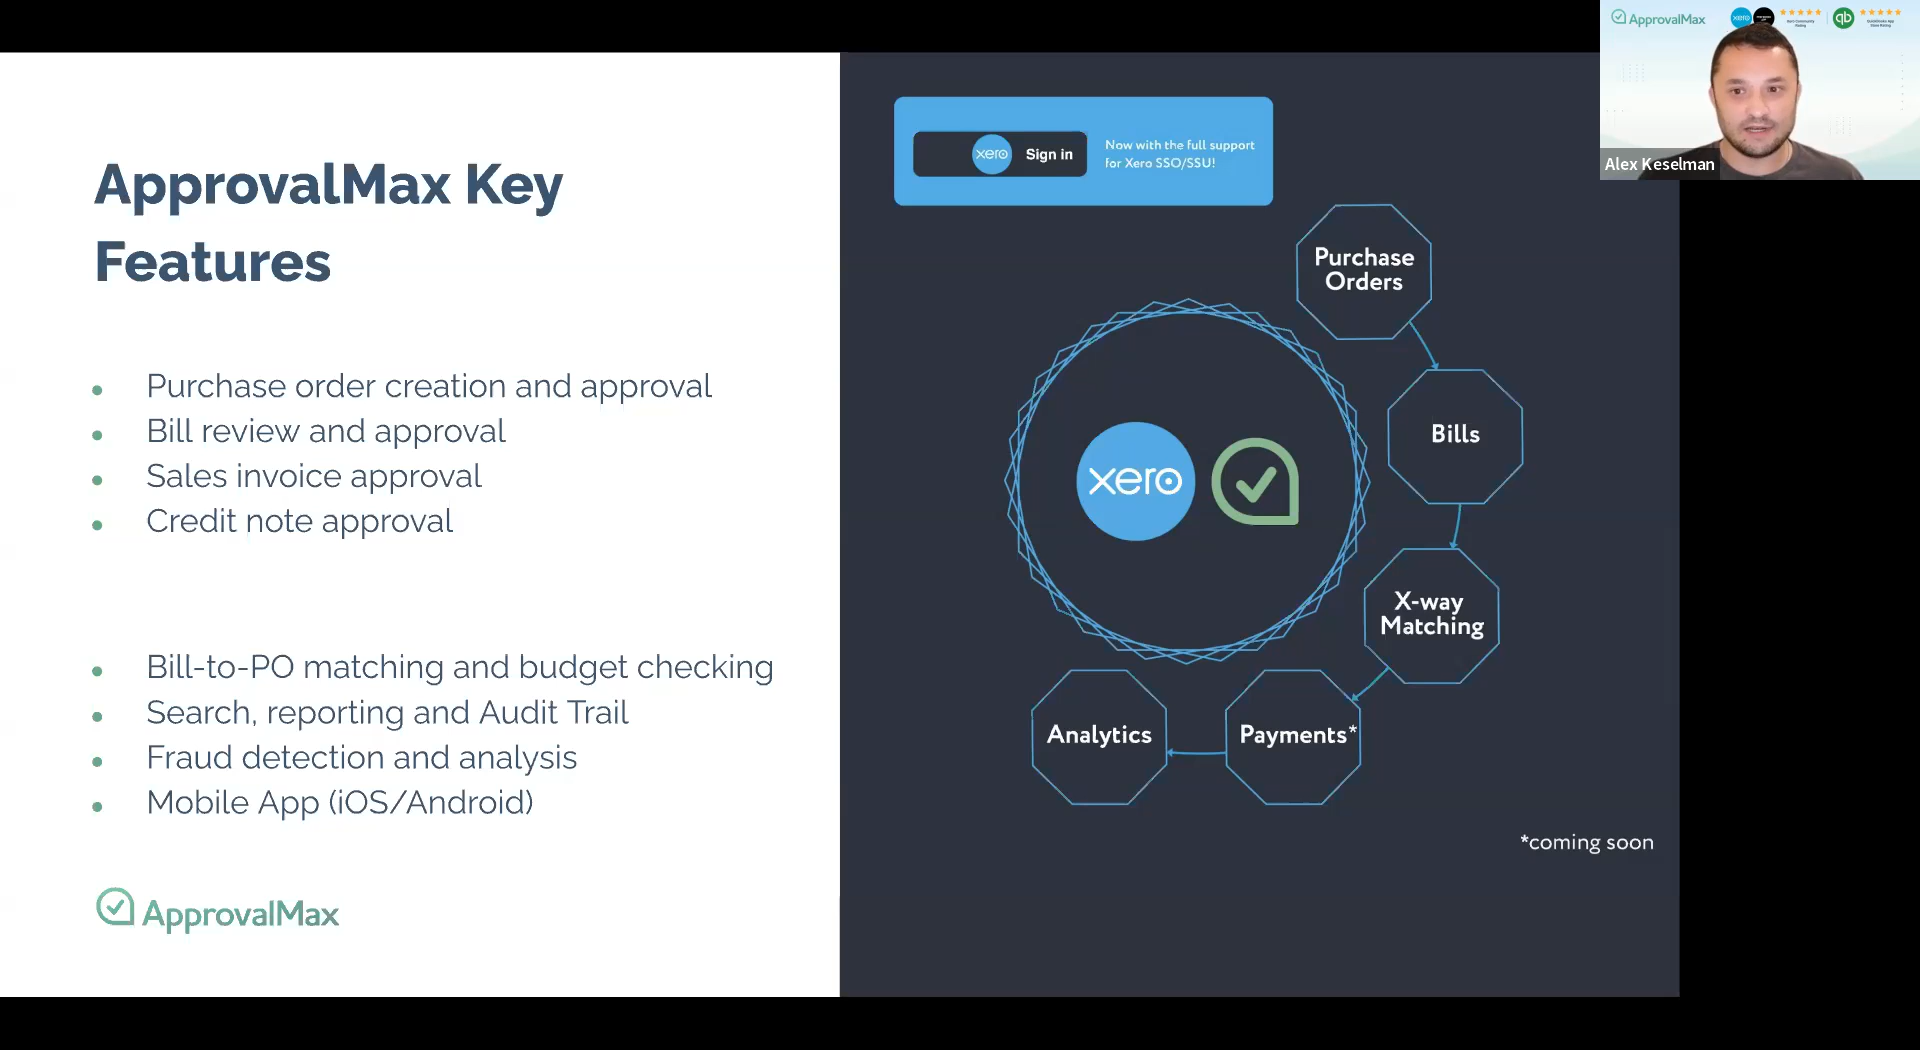 ApprovalMax Key
Features
Purchase order creation and approval
Bill review and approval
Sales invoice approval
Credit note approval
Bill-to-PO matching and budget checking
Search, reporting and Audit Trail
Fraud detection and analysis
Mobile App (iOS/Android)
ApprovalMax
xero Sign in
Now with the full support
for Xero SSO/SSU!
Purchase
Orders
Bills
X-way
Matching
Payments*
Analytics
xero
*coming soon
ApprovalMax
xero
qb
Alex Keselman